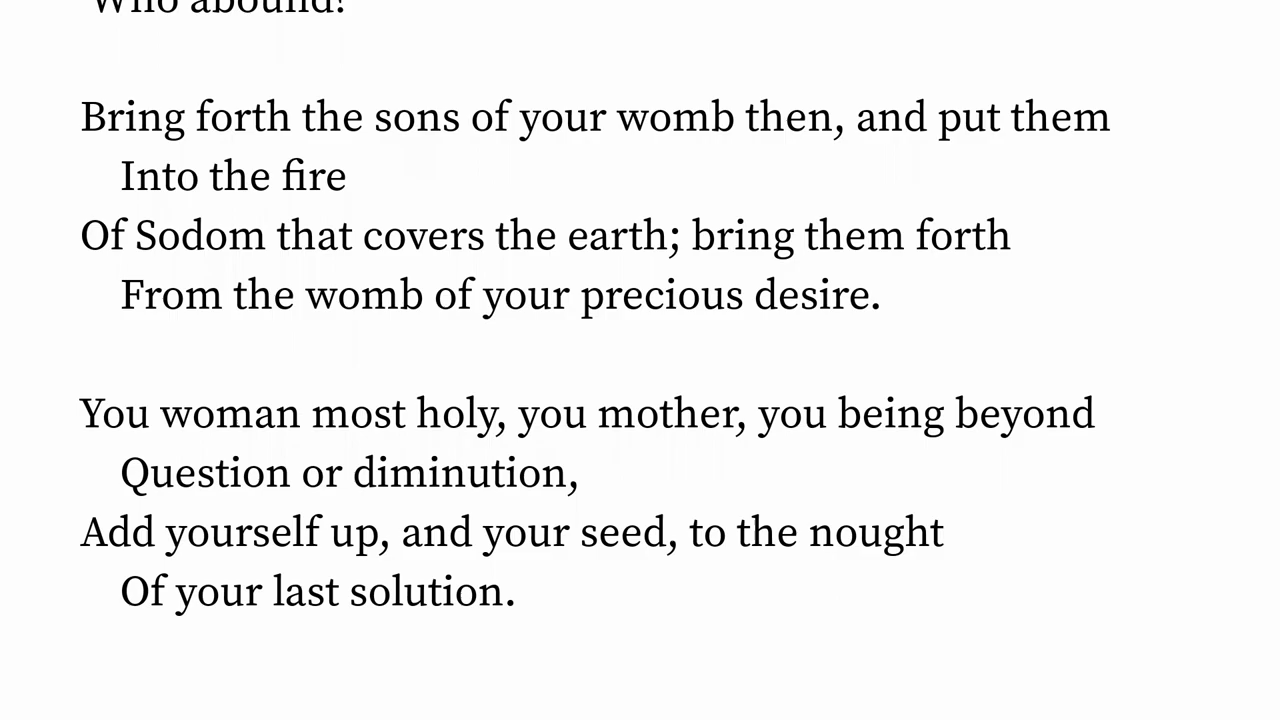 Who abound!
Bring forth the sons of your womb then, and put them
Into the fire
Of Sodom that covers the earth; bring them forth
From the womb of your precious desire.
You woman most holy, you mother, you being beyond
Question or diminution,
Add yourself up, and your seed, to the nought
Of your last solution.